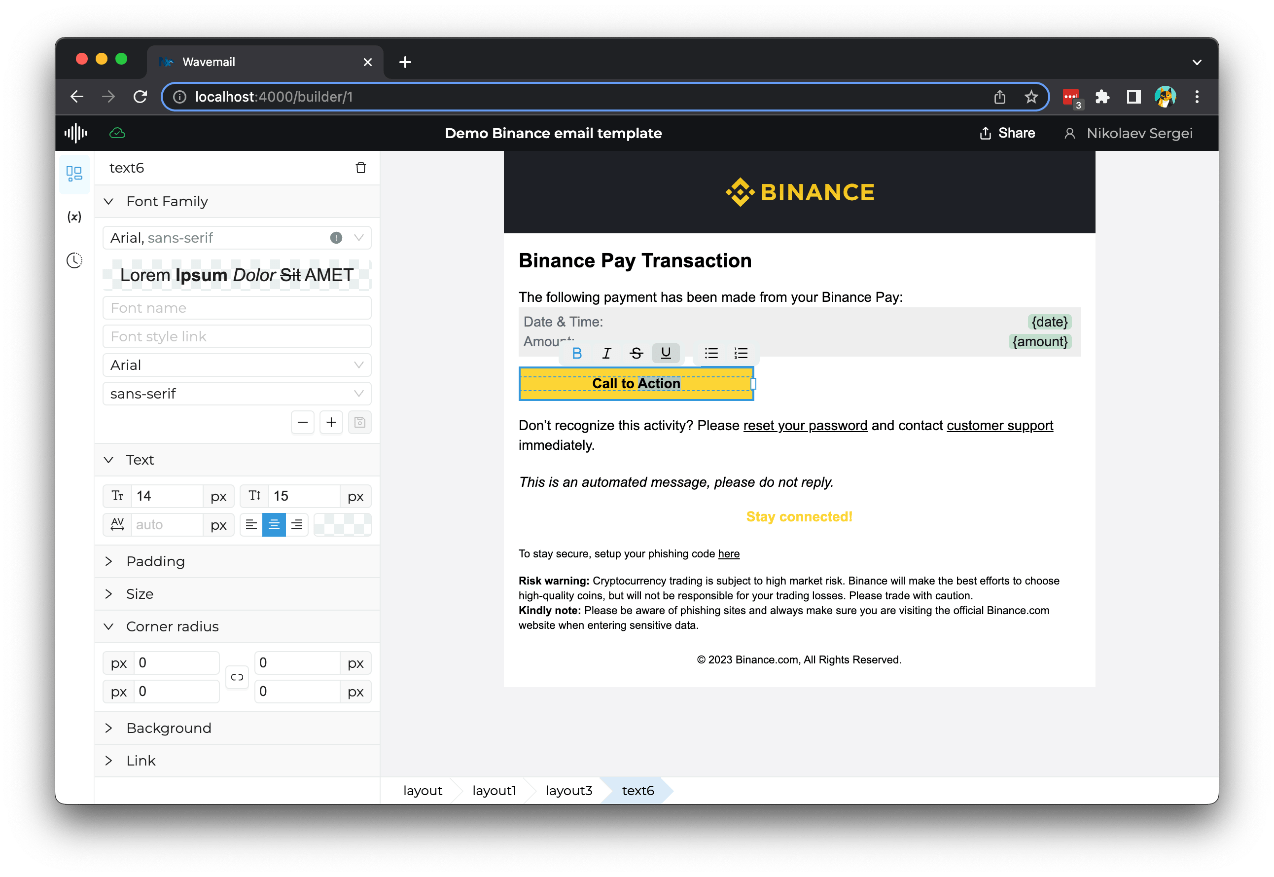 Wavemail
localhost:4000/builder/1
3
Demo Binance email template
Share
Nikolaev Sergei
text6
Font Family
Arial, sans-serif
Lorem Ipsum Dolor Sit AMET
Font name
Font style link
Arial
sans-serif
Text
14 px
15 px
auto px
Padding
Size
Corner radius
px 0
0 px
px 0
0 px
Background
Link
(x)
BINANCE
Binance Pay Transaction
The following payment has been made from your Binance Pay:
Date & Time: {date}
Amount: {amount}
B I S U
Call to Action
Don't recognize this activity? Please reset your password and contact customer support
immediately.
This is an automated message, please do not reply.
Stay connected!
To stay secure, setup your phishing code here
Risk warning: Cryptocurrency trading is subject to high market risk. Binance will make the best efforts to choose
high-quality coins, but will not be responsible for your trading losses. Please trade with caution.
Kindly note: Please be aware of phishing sites and always make sure you are visiting the official Binance.com
website when entering sensitive data.
© 2023 Binance.com, All Rights Reserved.
layout layout1 layout3 text6